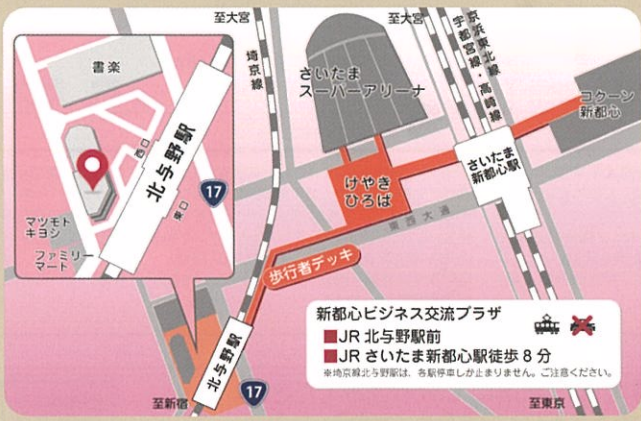 至大宮
至大宮
書楽
西口
北与野駅
東口
17
マツモト
キヨシ
ファミリー
マート
埼京線
さいたま
スーパーアリーナ
京浜東北線
宇都宮線・高崎線
コクーン
新都心
さいたま
新都心駅
けやき
ひろば
東西大通
歩行者デッキ
北与野駅
17
至新宿
至東京
新都心ビジネス交流プラザ
■JR 北与野駅前
■JR さいたま新都心駅徒歩 8 分
※埼京線北与野駅は、各駅停車しか止まりません。ご注意ください。